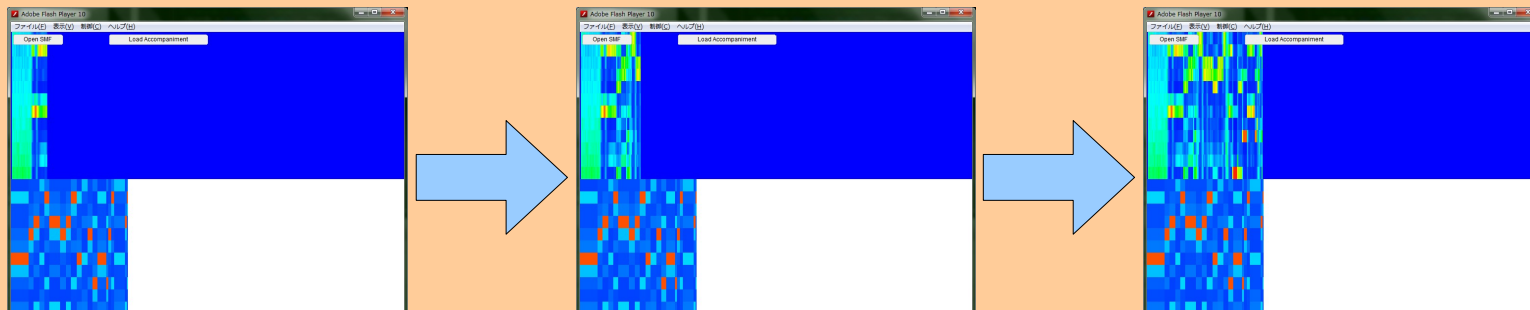 Adobe Flash Player 10
ファイル(F) 表示(V) 制御(C) ヘルプ(H)
Open SMF Load Accompaniment
Adobe Flash Player 10
ファイル(F) 表示(V) 制御(C) ヘルプ(H)
Open SMF Load Accompaniment
Adobe Flash Player 10
ファイル(F) 表示(V) 制御(C) ヘルプ(H)
Open SMF Load Accompaniment